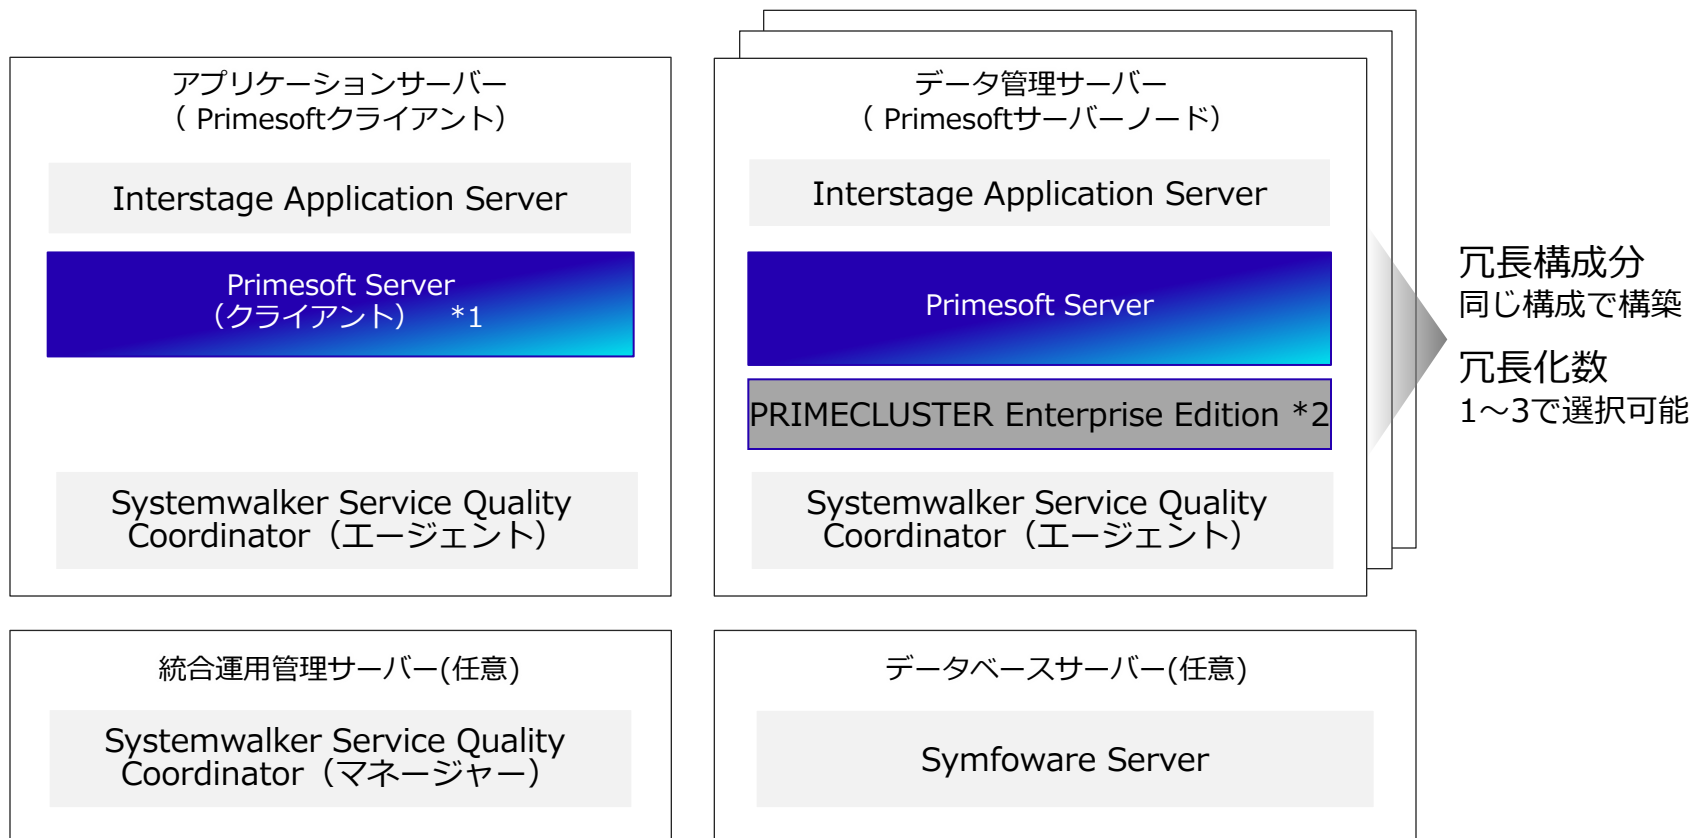 アプリケーションサーバー
（ Primesoftクライアント）
Interstage Application Server
Primesoft Server
（クライアント）　*1
Systemwalker Service Quality
Coordinator（エージェント）
データ管理サーバー
（ Primesoftサーバーノード）
Interstage Application Server
Primesoft Server
PRIMECLUSTER Enterprise Edition *2
Systemwalker Service Quality
Coordinator（エージェント）
冗長構成分
同じ構成で構築
冗長化数
1～3で選択可能
統合運用管理サーバー(任意)
Systemwalker Service Quality
Coordinator（マネージャー）
データベースサーバー(任意)
Symfoware Server